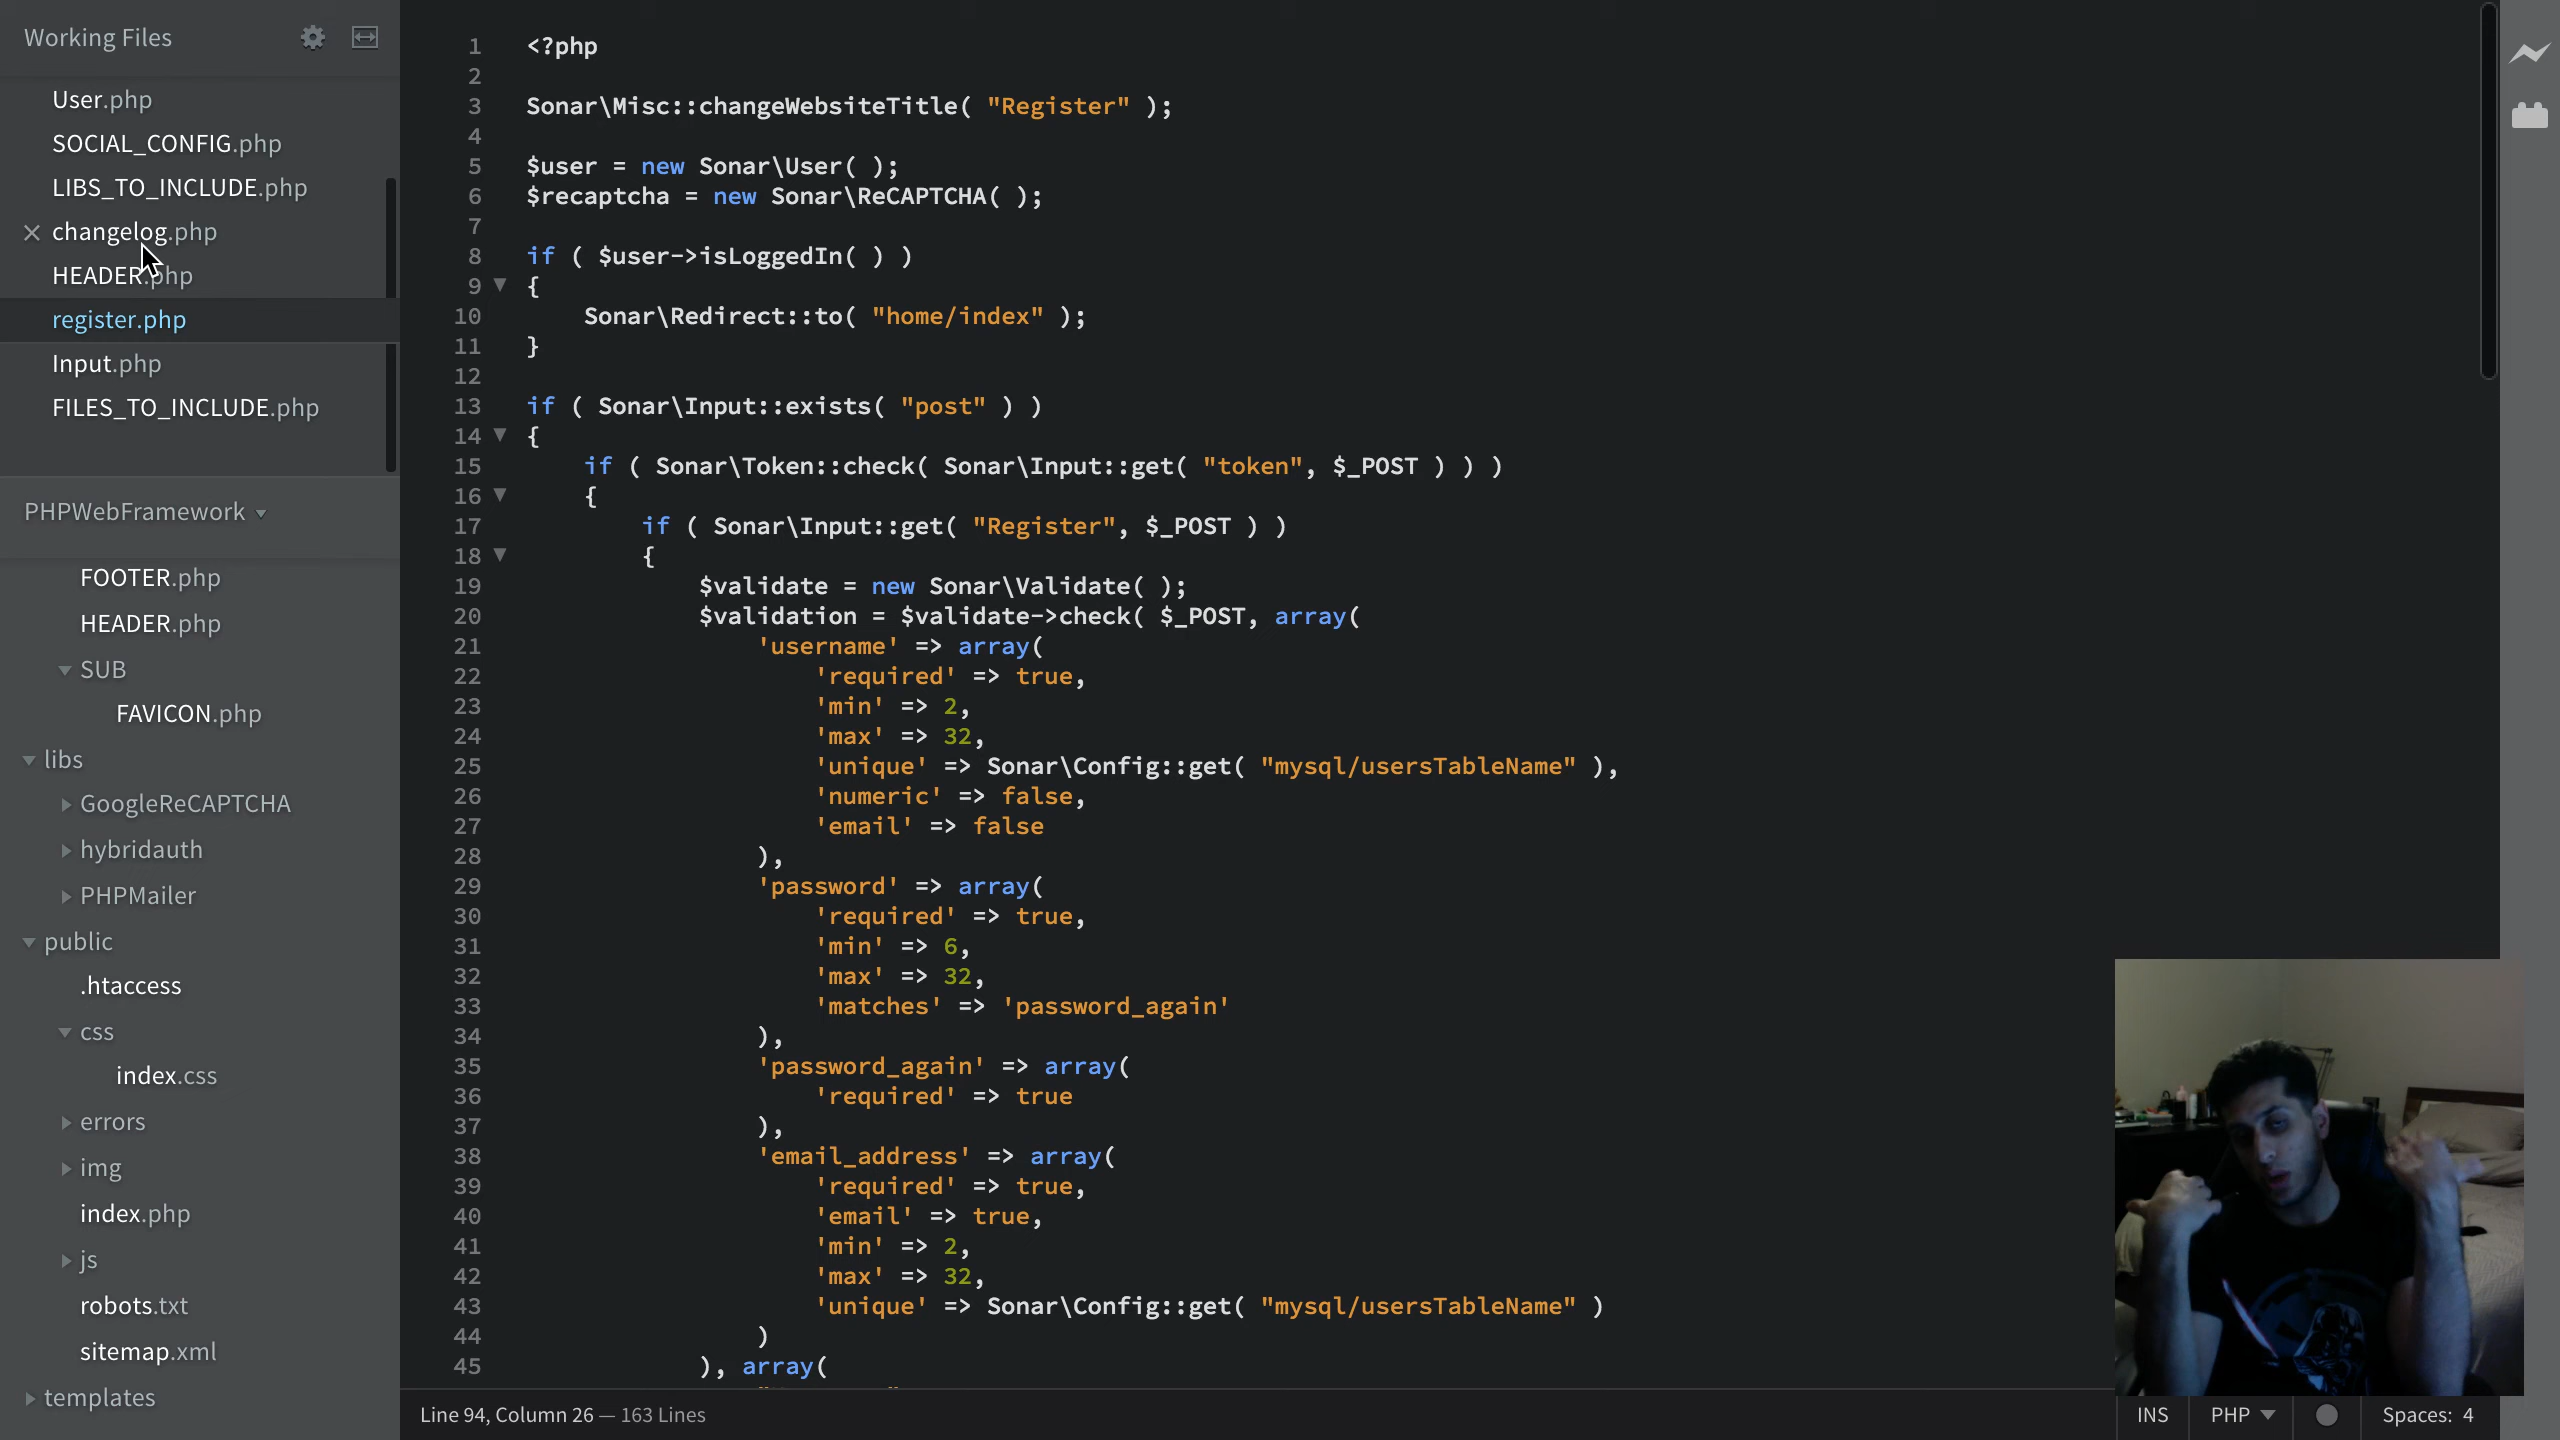 Working Files
User.php
SOCIAL_CONFIG.php
LIBS_TO_INCLUDE.php
changelog.php
HEADER.php
register.php
Input.php
FILES_TO_INCLUDE.php
PHPWebFramework
FOOTER.php
HEADER.php
SUB
FAVICON.php
libs
GoogleReCAPTCHA
hybridauth
PHPMailer
public
.htaccess
css
index.css
errors
img
index.php
js
robots.txt
sitemap.xml
templates
1 <?php
2
3 Sonar\Misc::changeWebsiteTitle( "Register" );
4
5 $user = new Sonar\User( );
6 $recaptcha = new Sonar\ReCAPTCHA( );
7
8 if ( $user->isLoggedIn( ) )
9 {
10 Sonar\Redirect::to( "home/index" );
11 }
12
13 if ( Sonar\Input::exists( "post" ) )
14 {
15 if ( Sonar\Token::check( Sonar\Input::get( "token", $_POST ) ) )
16 {
17 if ( Sonar\Input::get( "Register", $_POST ) )
18 {
19 $validate = new Sonar\Validate( );
20 $validation = $validate->check( $_POST, array(
21 'username' => array(
22 'required' => true,
23 'min' => 2,
24 'max' => 32,
25 'unique' => Sonar\Config::get( "mysql/usersTableName" ),
26 'numeric' => false,
27 'email' => false
28 ),
29 'password' => array(
30 'required' => true,
31 'min' => 6,
32 'max' => 32,
33 'matches' => 'password_again'
34 ),
35 'password_again' => array(
36 'required' => true
37 ),
38 'email_address' => array(
39 'required' => true,
40 'email' => true,
41 'min' => 2,
42 'max' => 32,
43 'unique' => Sonar\Config::get( "mysql/usersTableName" )
44 )
45 ), array(
Line 94, Column 26 — 163 Lines
INS PHP Spaces: 4